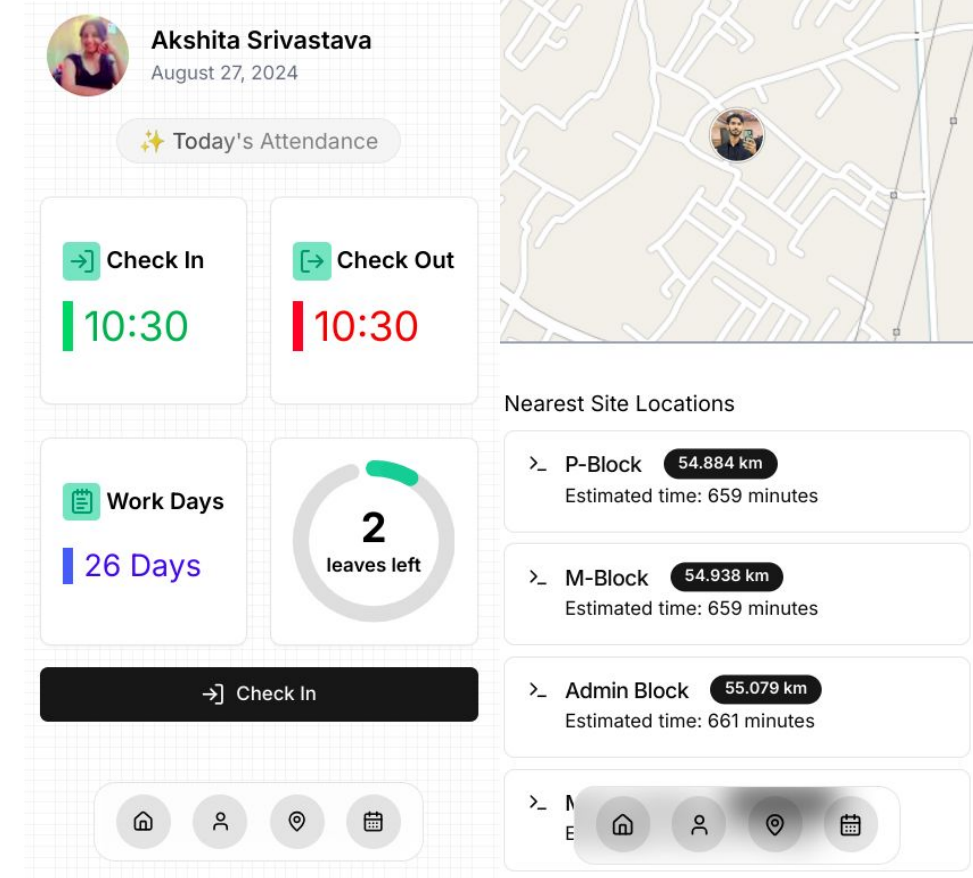 Akshita Srivastava
August 27, 2024
✨ Today's Attendance
Check In
10:30
Check Out
10:30
Work Days
26 Days
2
leaves left
Check In
Nearest Site Locations
P-Block 54.884 km
Estimated time: 659 minutes
M-Block 54.938 km
Estimated time: 659 minutes
Admin Block 55.079 km
Estimated time: 661 minutes